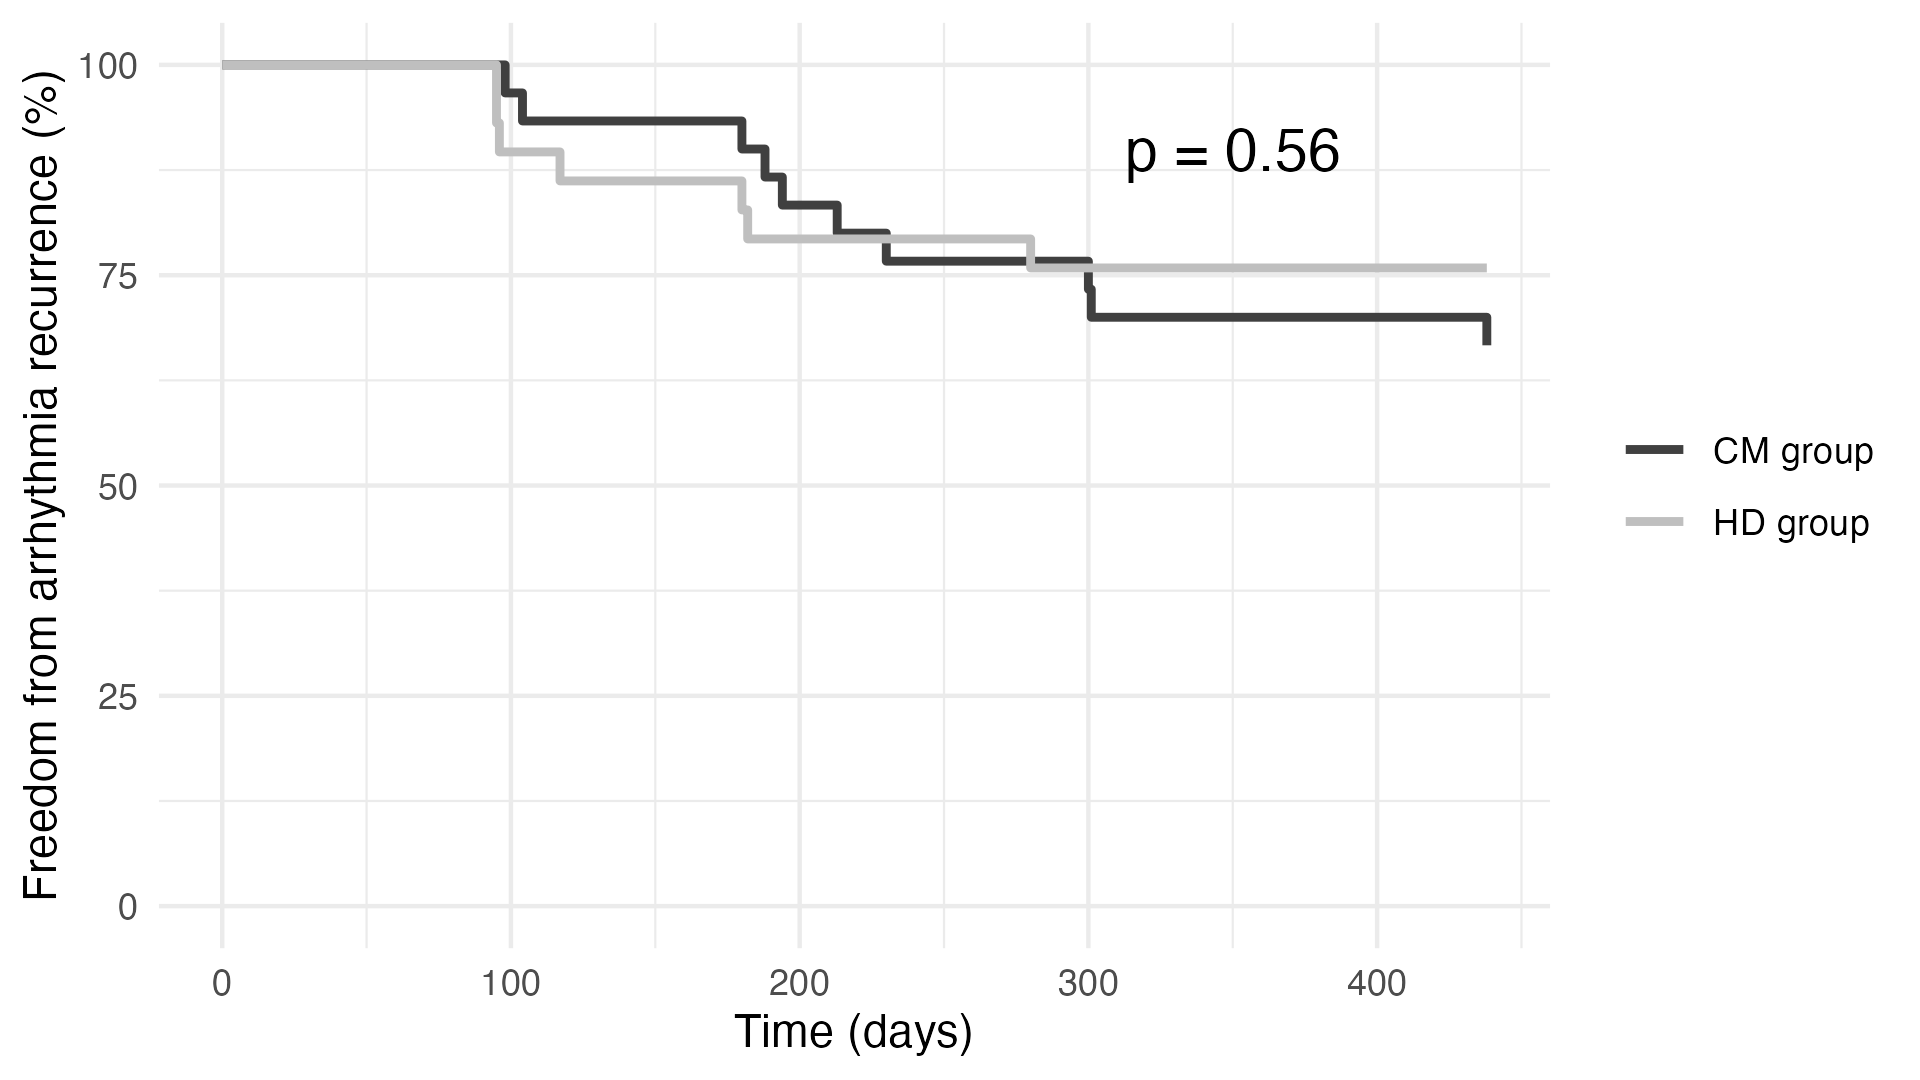 Freedom from arrhythmia recurrence (%)
100
75
50
25
0
p = 0.56
0
100
200
300
400
Time (days)
CM group
HD group